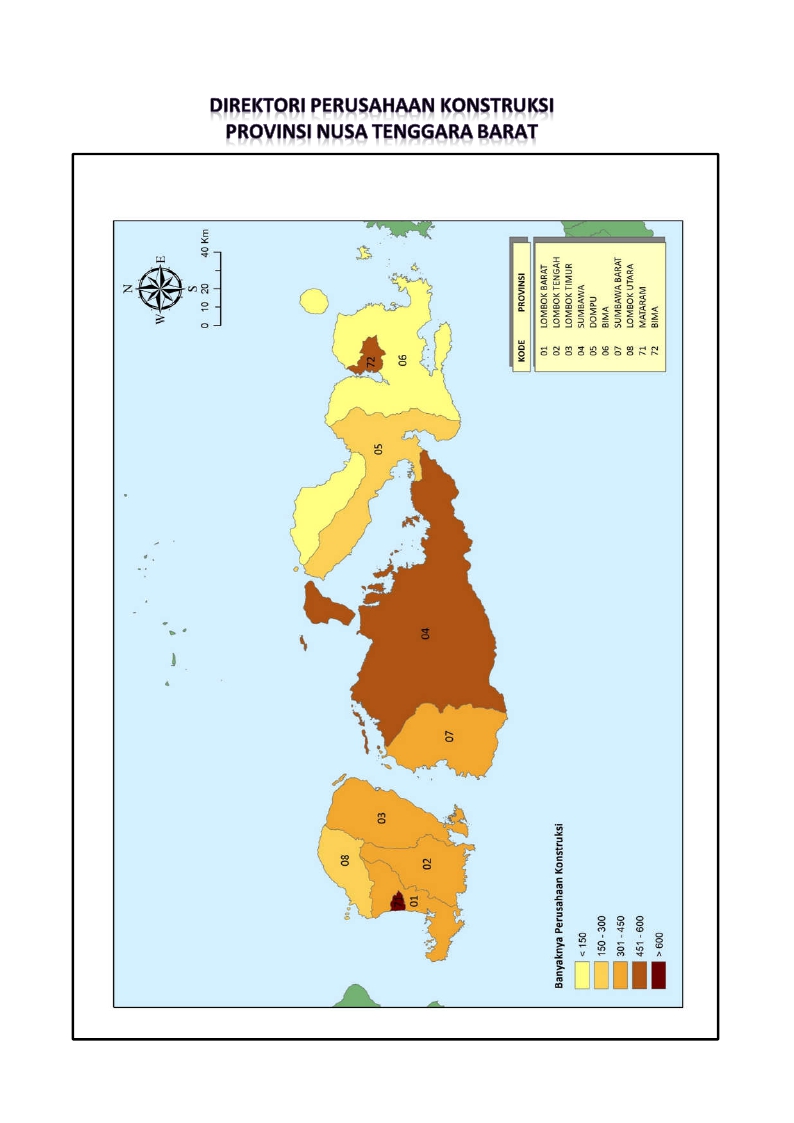 DIREKTORI PERUSAHAAN KONSTRUKSI
PROVINSI NUSA TENGGARA BARAT
N
E
S
W
0 10 20 40 Km
08
03
02
01
07
04
05
06
72
Banyaknya Perusahaan Konstruksi
< 150
150 - 300
301 - 450
451 - 600
> 600
KODE PROVINSI
01 LOMBOK BARAT
02 LOMBOK TENGAH
03 LOMBOK TIMUR
04 SUMBAWA
05 DOMPU
06 BIMA
07 SUMBAWA BARAT
08 LOMBOK UTARA
71 MATARAM
72 BIMA